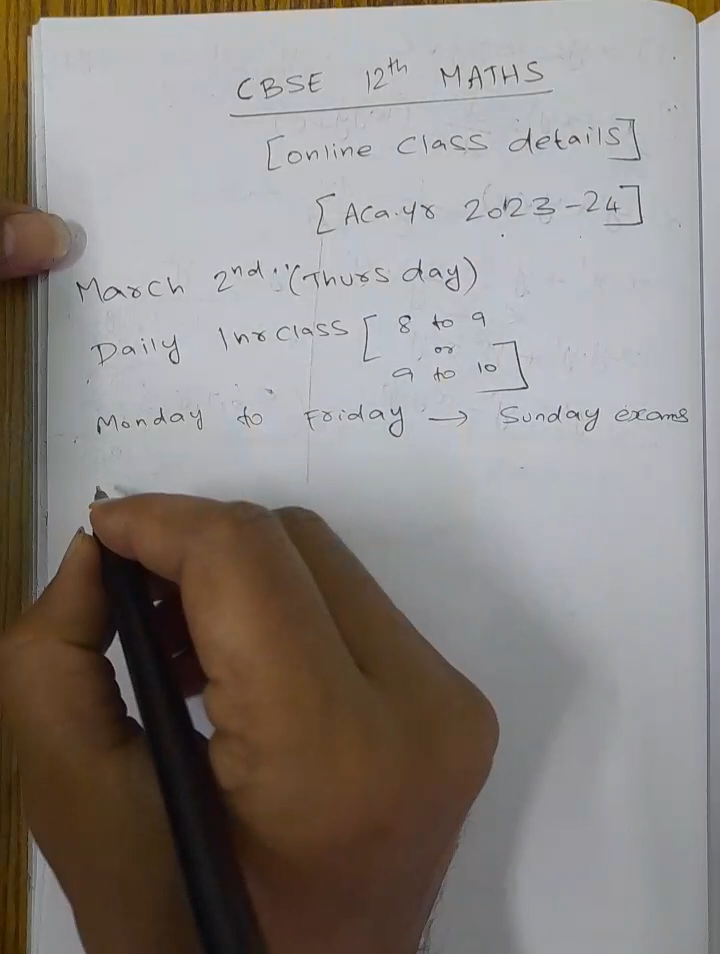 CBSE 12th MATHS
[online class details]
[Aca.yr 2023-24]
March 2nd. (Thursday)
Daily 1hr class [8 to 9
or
9 to 10]
Monday to Friday → Sunday exams